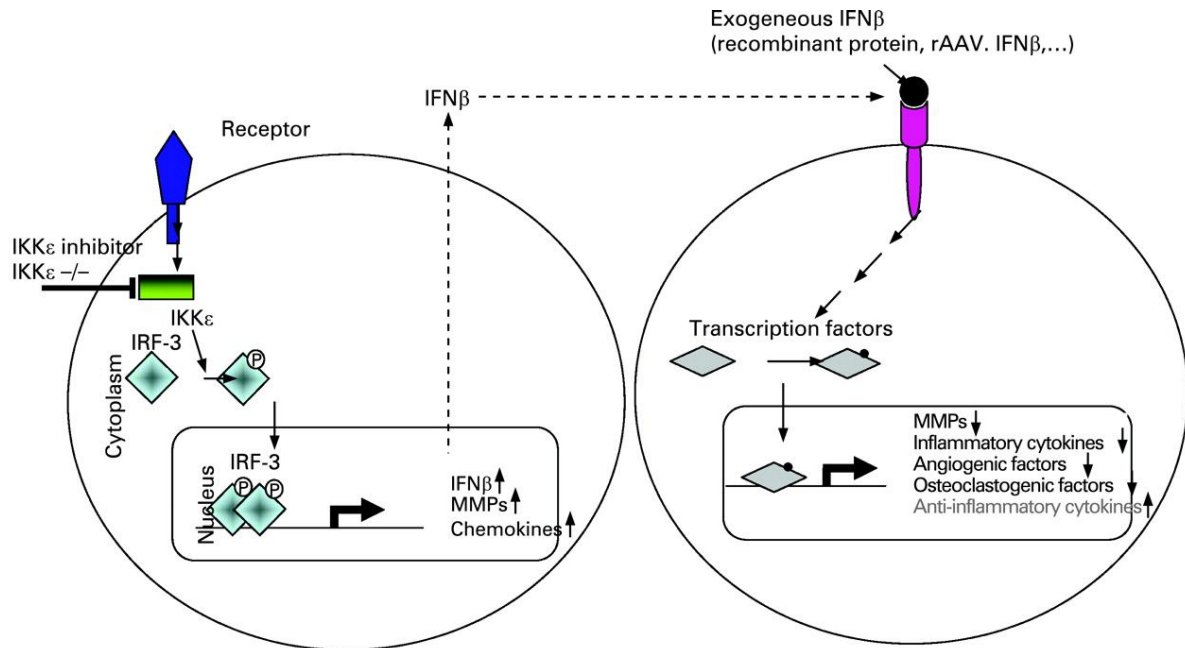 Exogeneous IFNβ
(recombinant protein, rAAV. IFNβ,...)
IFNβ
Receptor
IKKε inhibitor
IKKε –/–
IKKε
IRF-3
P
Cytoplasm
Nucleus
IRF-3
P
P
IFNβ
MMPs
Chemokines
Transcription factors
MMPs
Inflammatory cytokines
Angiogenic factors
Osteoclastogenic factors
Anti-inflammatory cytokines